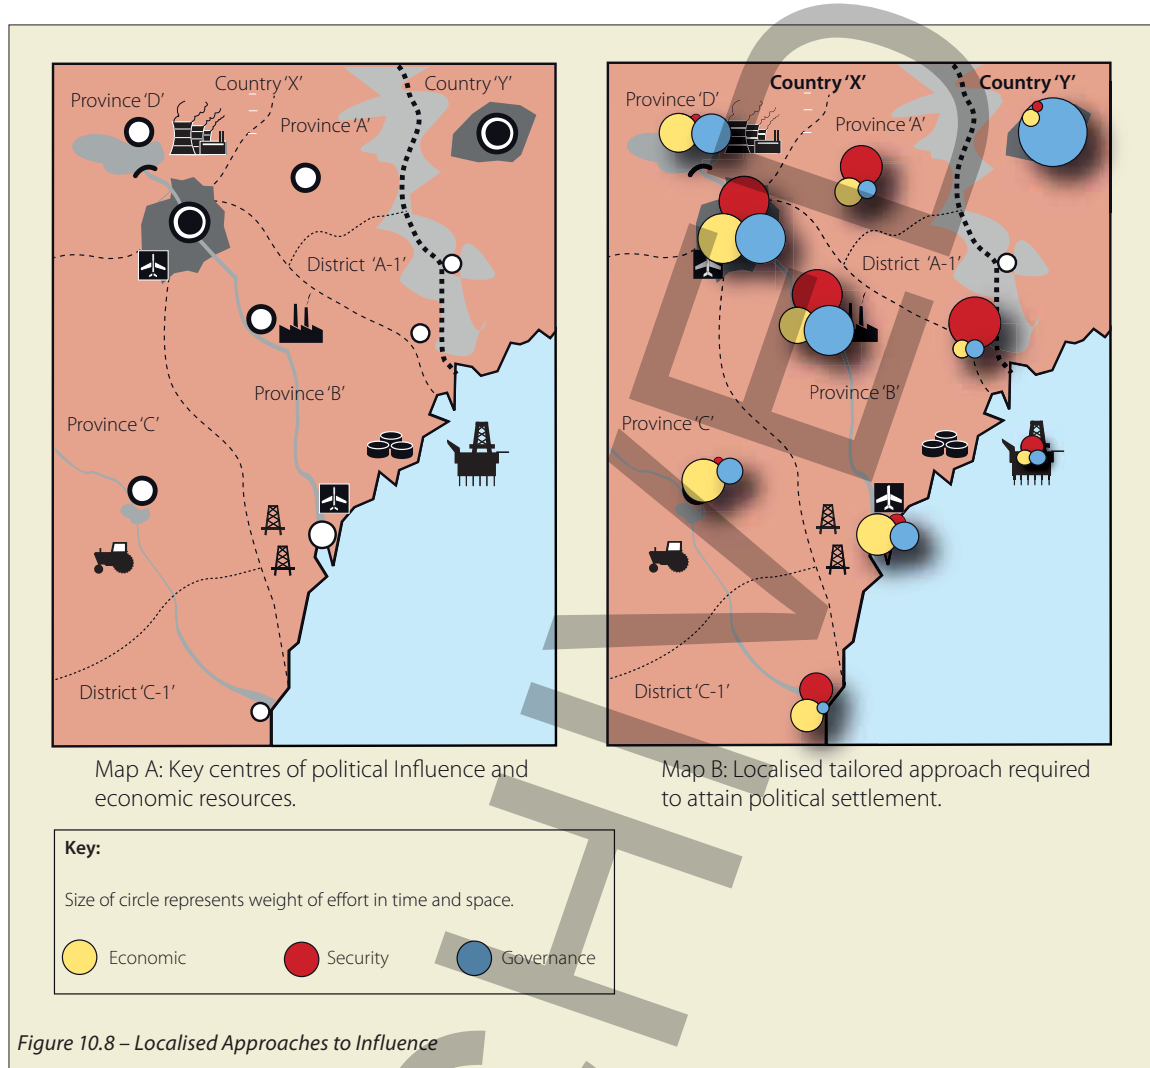 Country 'X'
Country 'Y'
Province 'D'
Province 'A'
District 'A-1'
Province 'B'
Province 'C'
District 'C-1'
Map A: Key centres of political Influence and
economic resources.
Country 'X'
Country 'Y'
Province 'D'
Province 'A'
District 'A-1'
Province 'B'
Province 'C'
District 'C-1'
Map B: Localised tailored approach required
to attain political settlement.
Key:
Size of circle represents weight of effort in time and space.
Economic
Security
Governance
Figure 10.8 – Localised Approaches to Influence